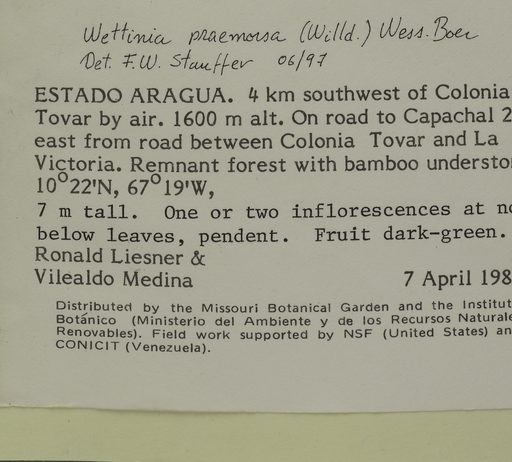 Wettinia praemorsa (Willd.) Wess. Boer
Det. F.W. Stauffer 06/97
ESTADO ARAGUA. 4 km southwest of Colonia
Tovar by air. 1600 m alt. On road to Capachal 2
east from road between Colonia Tovar and La
Victoria. Remnant forest with bamboo understo
10°22'N, 67°19'W,
7 m tall. One or two inflorescences at no
below leaves, pendent. Fruit dark-green.
Ronald Liesner &
Vilealdo Medina 7 April 198
Distributed by the Missouri Botanical Garden and the Institut
Botánico (Ministerio del Ambiente y de los Recursos Naturale
Renovables). Field work supported by NSF (United States) an
CONICIT (Venezuela).